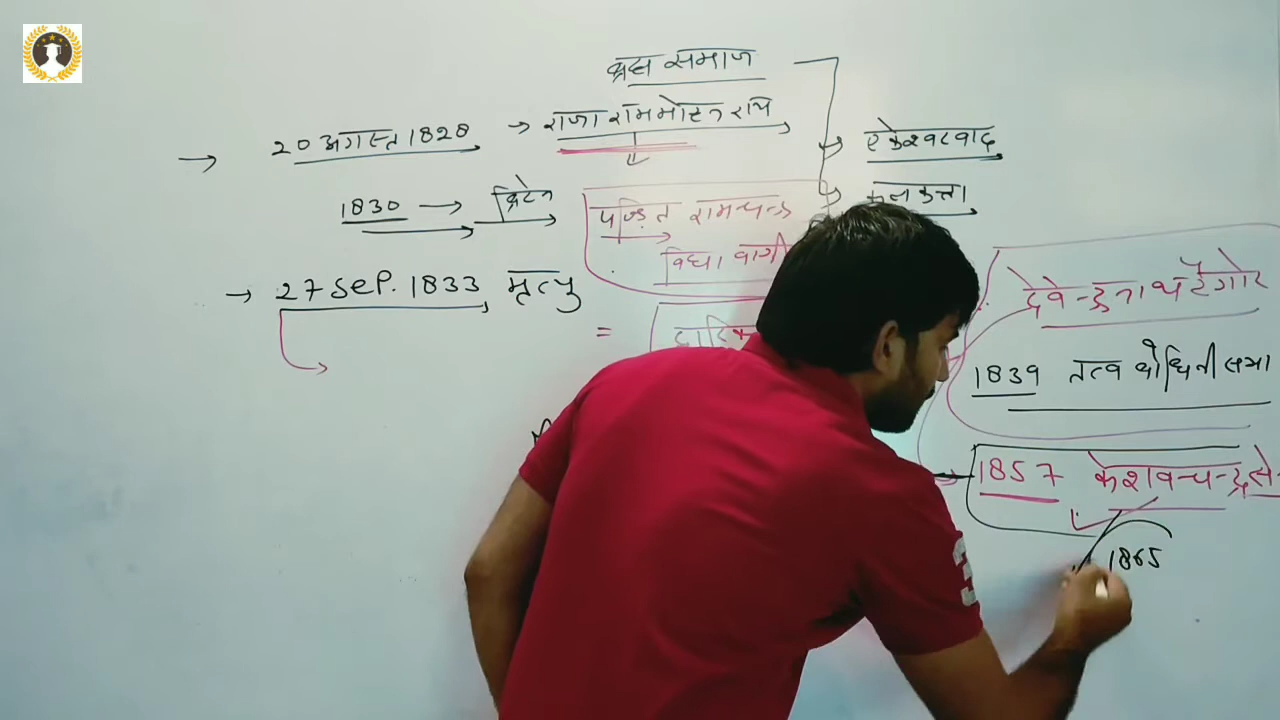 ब्रह्म समाज
20 अगस्त 1828 → राजा राममोहन राय
एकेश्वरवाद
कलकत्ता
1830 → ब्रिटेन
पण्डित रामचन्द्र
विद्या वागी
→ 27 Sep. 1833 मृत्यु
=
देवेन्द्रनाथ टैगोर
1839 तत्व बोधिनी सभा
1857 केशवचन्द्र सेन
1865
3